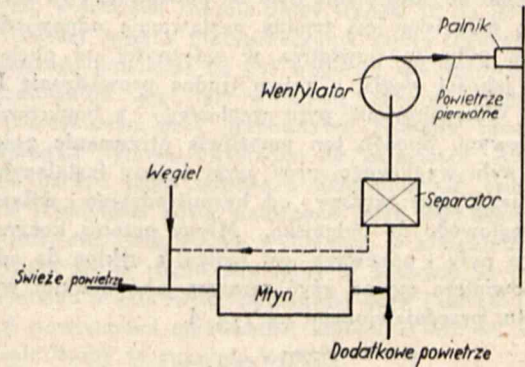 Palnik
Wentylator
Powietrze
pierwotne
Węgiel
Separator
Świeże powietrze
Młyn
Dodatkowe powietrze